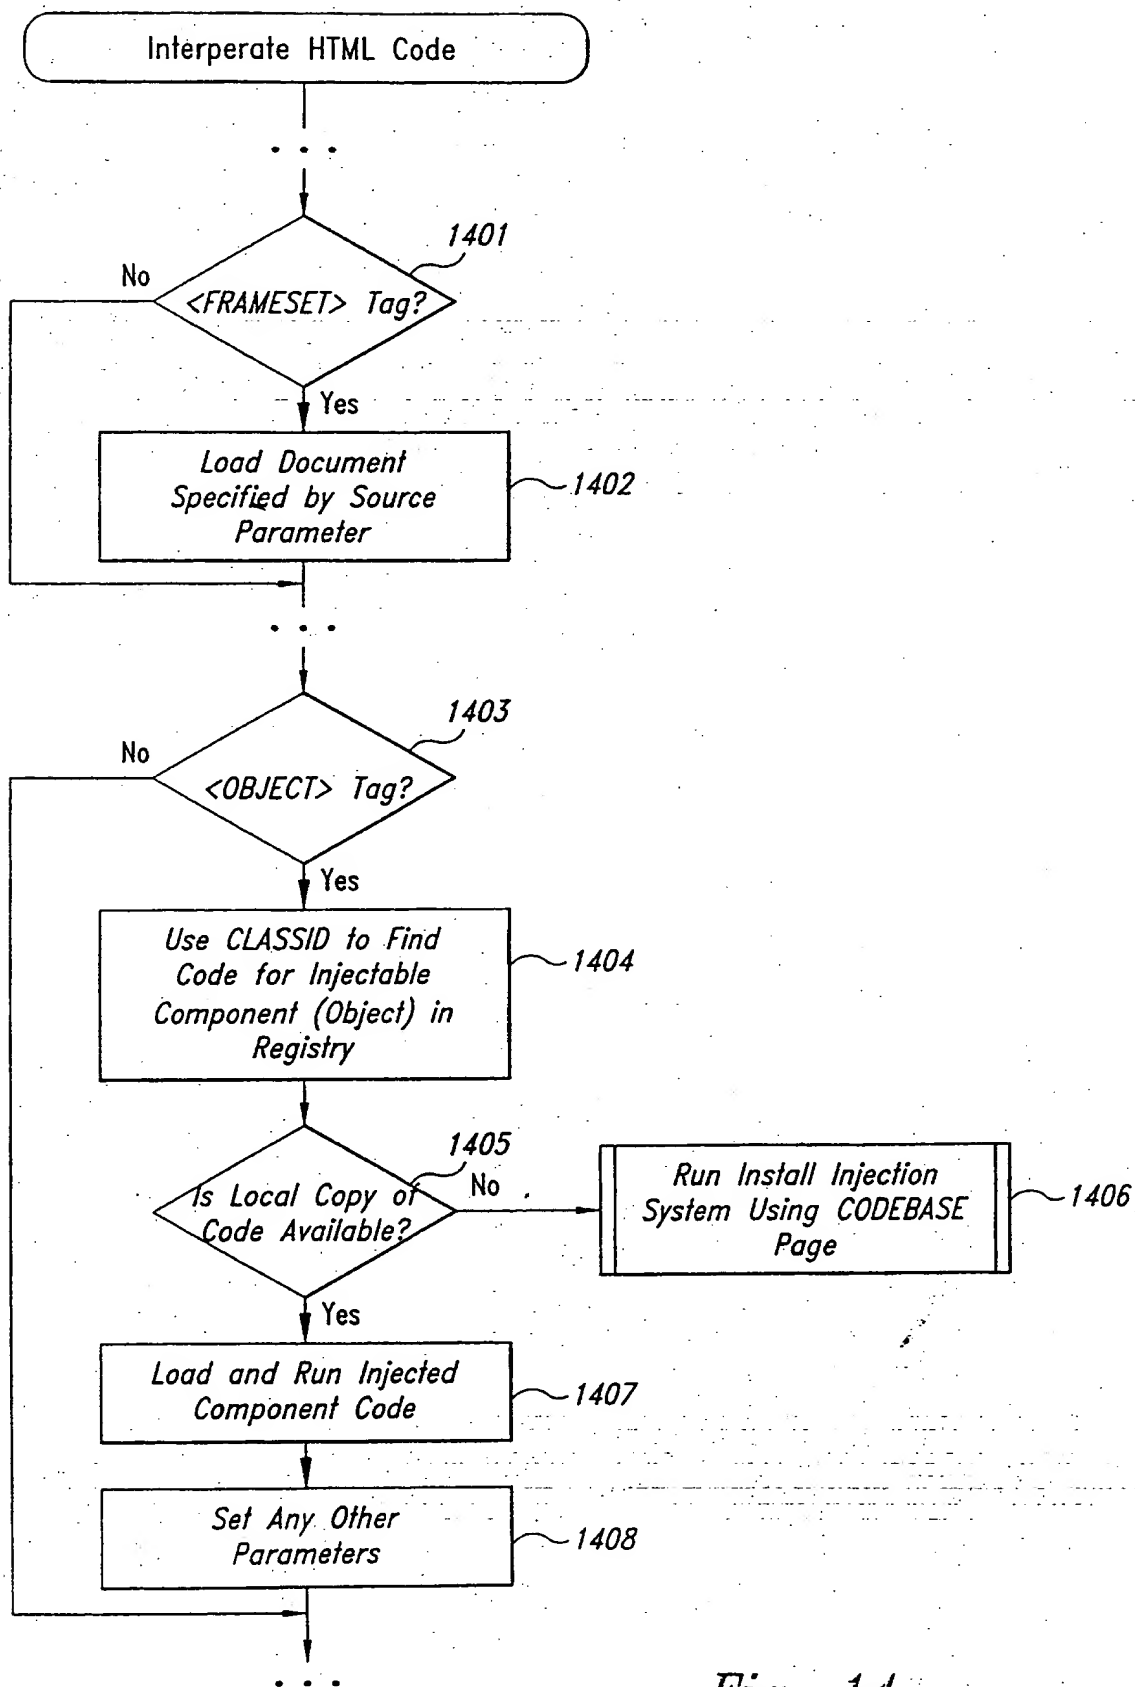 Interperate HTML Code
. . .
1401
No
<FRAMESET> Tag?
Yes
Load Document
Specified by Source
Parameter
1402
. . .
1403
No
<OBJECT> Tag?
Yes
Use CLASSID to Find
Code for Injectable
Component (Object) in
Registry
1404
1405
Is Local Copy of
Code Available?
No
Run Install Injection
System Using CODEBASE
Page
1406
Yes
Load and Run Injected
Component Code
1407
Set Any Other
Parameters
1408
. . .
Fig. 14